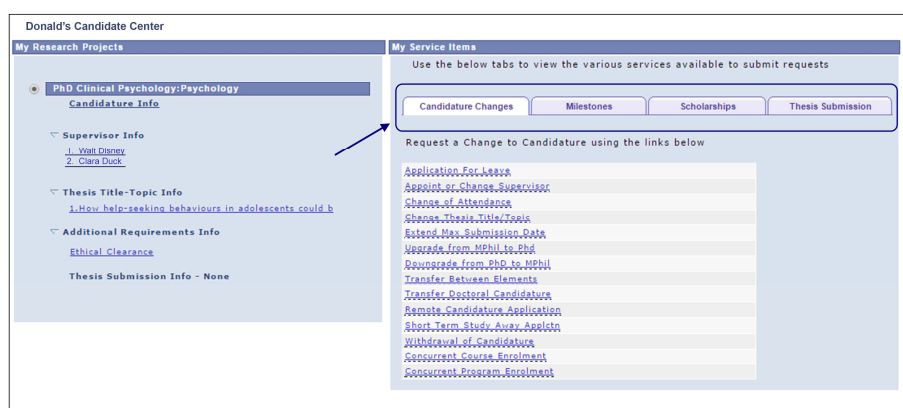 Donald's Candidate Center
My Research Projects
PhD Clinical Psychology:Psychology
Candidature Info
Supervisor Info
1. Walt Disney
2. Clara Duck
Thesis Title-Topic Info
1.How help-seeking behaviours in adolescents could b
Additional Requirements Info
Ethical Clearance
Thesis Submission Info - None
My Service Items
Use the below tabs to view the various services available to submit requests
Candidature Changes Milestones Scholarships Thesis Submission
Request a Change to Candidature using the links below
Application For Leave
Appoint or Change Supervisor
Change of Attendance
Change Thesis Title/Topic
Extend Max Submission Date
Upgrade from MPhil to Phd
Downgrade from PhD to MPhil
Transfer Between Elements
Transfer Doctoral Candidature
Remote Candidature Application
Short Term Study Away Applctn
Withdrawal of Candidature
Concurrent Course Enrolment
Concurrent Program Enrolment